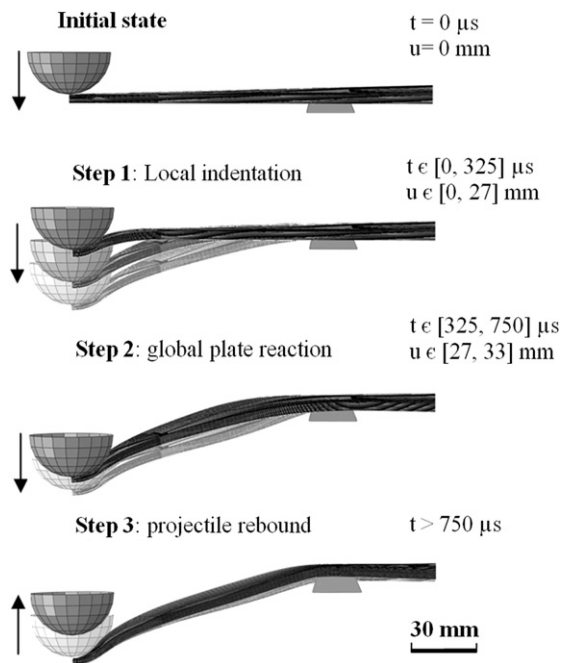 Initial state
t = 0 µs
u= 0 mm
Step 1: Local indentation
t ϵ [0, 325] µs
u ϵ [0, 27] mm
Step 2: global plate reaction
t ϵ [325, 750] µs
u ϵ [27, 33] mm
Step 3: projectile rebound
t > 750 µs
30 mm